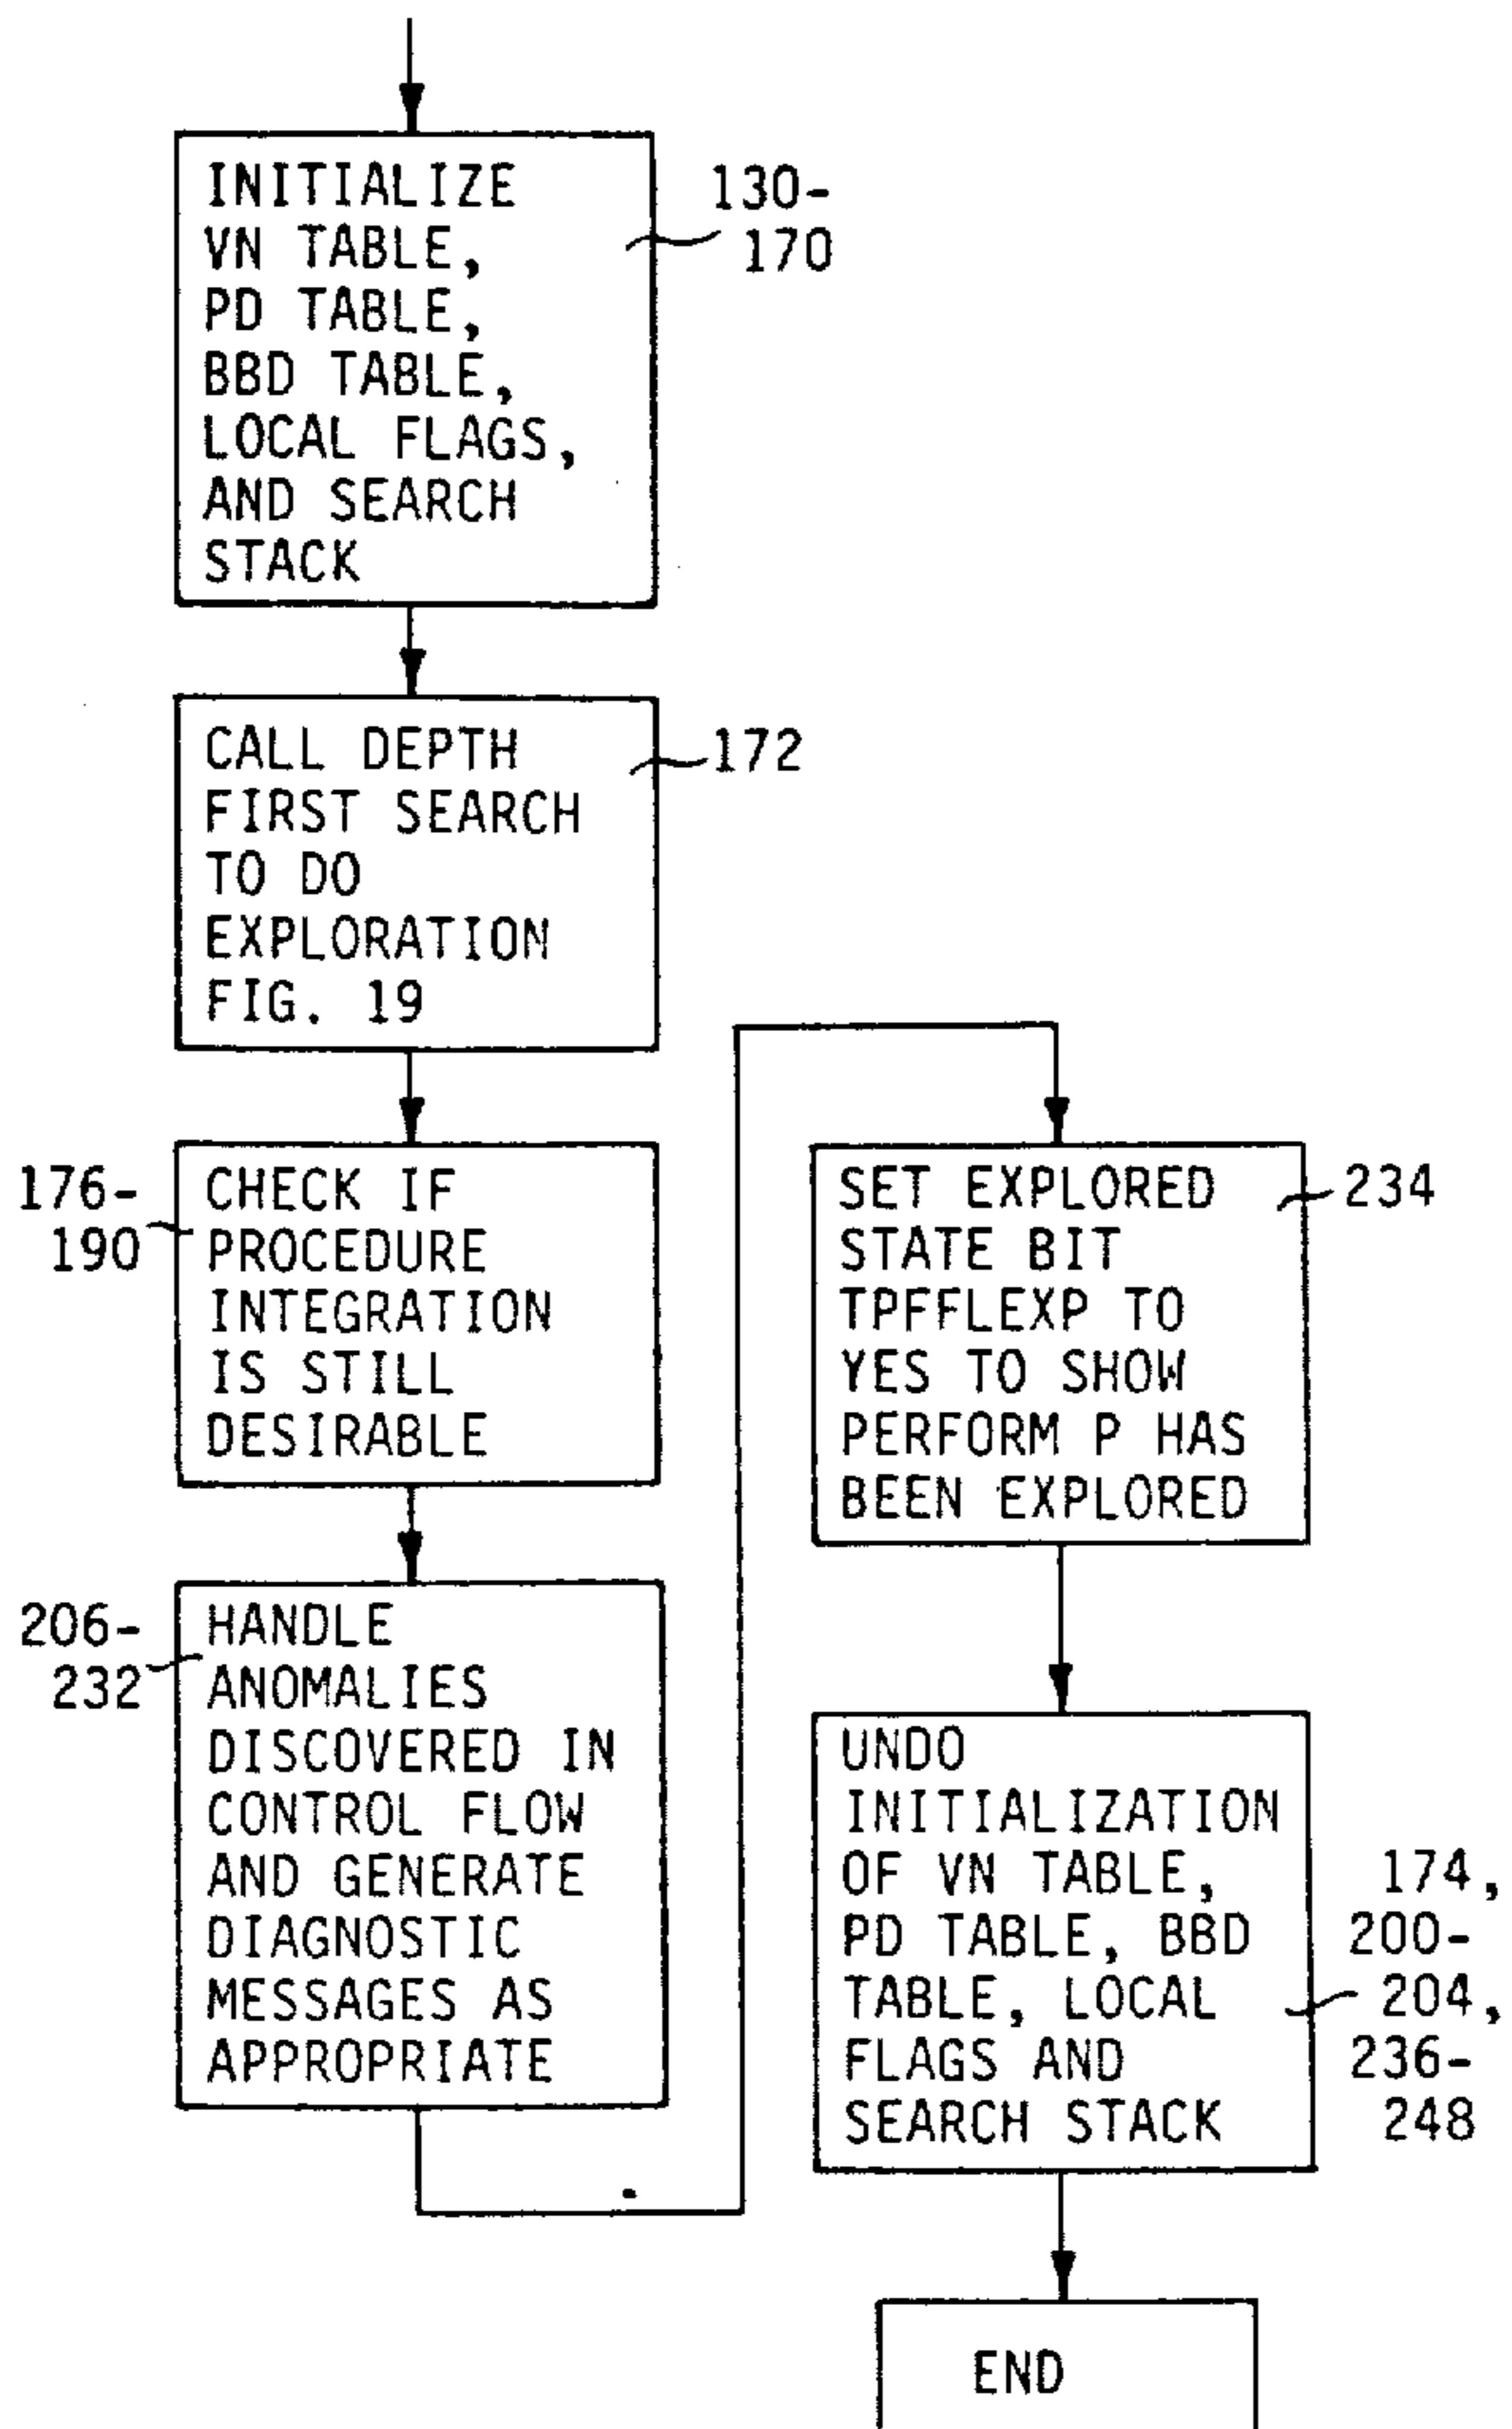 INITIALIZE
VN TABLE,
PD TABLE,
BBD TABLE,
LOCAL FLAGS,
AND SEARCH
STACK
130-
170
CALL DEPTH
FIRST SEARCH
TO DO
EXPLORATION
FIG. 19
172
176-
190
CHECK IF
PROCEDURE
INTEGRATION
IS STILL
DESIRABLE
206-
232
HANDLE
ANOMALIES
DISCOVERED IN
CONTROL FLOW
AND GENERATE
DIAGNOSTIC
MESSAGES AS
APPROPRIATE
SET EXPLORED
STATE BIT
TPFFLEXP TO
YES TO SHOW
PERFORM P HAS
BEEN EXPLORED
234
UNDO
INITIALIZATION
OF VN TABLE,
PD TABLE, BBD
TABLE, LOCAL
FLAGS AND
SEARCH STACK
174,
200-
204,
236-
248
END